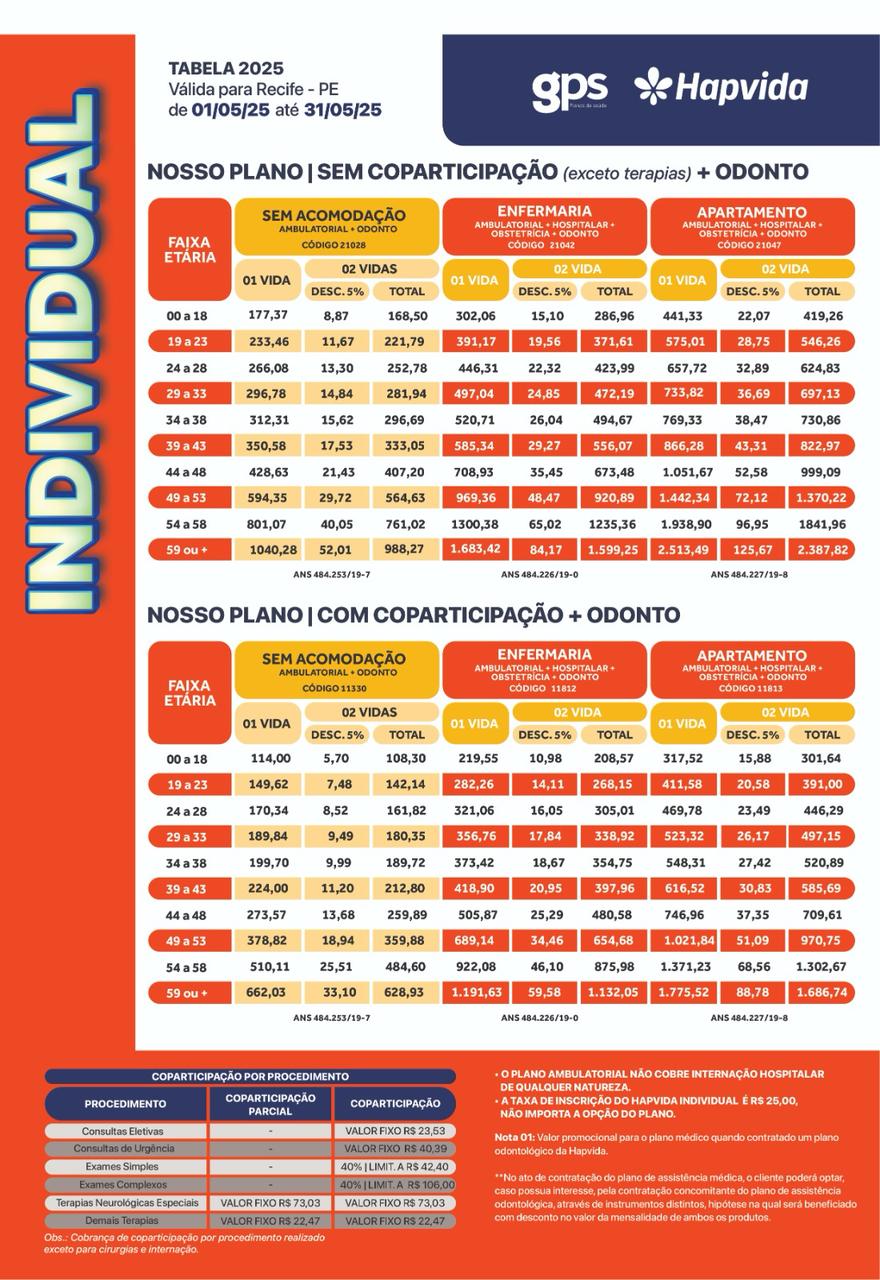 INDIVIDUAL
TABELA 2025
Válida para Recife - PE
de 01/05/25 até 31/05/25
gps
Planos de saúde
Hapvida
NOSSO PLANO | SEM COPARTICIPAÇÃO (exceto terapias) + ODONTO
FAIXA ETÁRIA
SEM ACOMODAÇÃO
AMBULATORIAL + ODONTO
CÓDIGO 21028
ENFERMARIA
AMBULATORIAL + HOSPITALAR +
OBSTETRÍCIA + ODONTO
CÓDIGO 21042
APARTAMENTO
AMBULATORIAL + HOSPITALAR +
OBSTETRÍCIA + ODONTO
CÓDIGO 21047
01 VIDA 02 VIDAS 01 VIDA 02 VIDA 01 VIDA 02 VIDA
DESC. 5% TOTAL DESC. 5% TOTAL DESC. 5% TOTAL
00 a 18 177,37 8,87 168,50 302,06 15,10 286,96 441,33 22,07 419,26
19 a 23 233,46 11,67 221,79 391,17 19,56 371,61 575,01 28,75 546,26
24 a 28 266,08 13,30 252,78 446,31 22,32 423,99 657,72 32,89 624,83
29 a 33 296,78 14,84 281,94 497,04 24,85 472,19 733,82 36,69 697,13
34 a 38 312,31 15,62 296,69 520,71 26,04 494,67 769,33 38,47 730,86
39 a 43 350,58 17,53 333,05 585,34 29,27 556,07 866,28 43,31 822,97
44 a 48 428,63 21,43 407,20 708,93 35,45 673,48 1.051,67 52,58 999,09
49 a 53 594,35 29,72 564,63 969,36 48,47 920,89 1.442,34 72,12 1.370,22
54 a 58 801,07 40,05 761,02 1300,38 65,02 1235,36 1.938,90 96,95 1841,96
59 ou + 1040,28 52,01 988,27 1.683,42 84,17 1.599,25 2.513,49 125,67 2.387,82
ANS 484.253/19-7 ANS 484.226/19-0 ANS 484.227/19-8
NOSSO PLANO | COM COPARTICIPAÇÃO + ODONTO
FAIXA ETÁRIA
SEM ACOMODAÇÃO
AMBULATORIAL + ODONTO
CÓDIGO 11330
ENFERMARIA
AMBULATORIAL + HOSPITALAR +
OBSTETRÍCIA + ODONTO
CÓDIGO 11812
APARTAMENTO
AMBULATORIAL + HOSPITALAR +
OBSTETRÍCIA + ODONTO
CÓDIGO 11813
01 VIDA 02 VIDAS 01 VIDA 02 VIDA 01 VIDA 02 VIDA
DESC. 5% TOTAL DESC. 5% TOTAL DESC. 5% TOTAL
00 a 18 114,00 5,70 108,30 219,55 10,98 208,57 317,52 15,88 301,64
19 a 23 149,62 7,48 142,14 282,26 14,11 268,15 411,58 20,58 391,00
24 a 28 170,34 8,52 161,82 321,06 16,05 305,01 469,78 23,49 446,29
29 a 33 189,84 9,49 180,35 356,76 17,84 338,92 523,32 26,17 497,15
34 a 38 199,70 9,99 189,72 373,42 18,67 354,75 548,31 27,42 520,89
39 a 43 224,00 11,20 212,80 418,90 20,95 397,96 616,52 30,83 585,69
44 a 48 273,57 13,68 259,89 505,87 25,29 480,58 746,96 37,35 709,61
49 a 53 378,82 18,94 359,88 689,14 34,46 654,68 1.021,84 51,09 970,75
54 a 58 510,11 25,51 484,60 922,08 46,10 875,98 1.371,23 68,56 1.302,67
59 ou + 662,03 33,10 628,93 1.191,63 59,58 1.132,05 1.775,52 88,78 1.686,74
ANS 484.253/19-7 ANS 484.226/19-0 ANS 484.227/19-8
COPARTICIPAÇÃO POR PROCEDIMENTO
PROCEDIMENTO COPARTICIPAÇÃO PARCIAL COPARTICIPAÇÃO
Consultas Eletivas - VALOR FIXO R$ 23,53
Consultas de Urgência - VALOR FIXO R$ 40,39
Exames Simples - 40% | LIMIT. A R$ 42,40
Exames Complexos - 40% | LIMIT. A R$ 106,00
Terapias Neurológicas Especiais VALOR FIXO R$ 73,03 VALOR FIXO R$ 73,03
Demais Terapias VALOR FIXO R$ 22,47 VALOR FIXO R$ 22,47
Obs.: Cobrança de coparticipação por procedimento realizado
exceto para cirurgias e internação.
• O PLANO AMBULATORIAL NÃO COBRE INTERNAÇÃO HOSPITALAR
DE QUALQUER NATUREZA.
• A TAXA DE INSCRIÇÃO DO HAPVIDA INDIVIDUAL É R$ 25,00,
NÃO IMPORTA A OPÇÃO DO PLANO.
Nota 01: Valor promocional para o plano médico quando contratado um plano
odontológico da Hapvida.
**No ato de contratação do plano de assistência médica, o cliente poderá optar,
caso possua interesse, pela contratação concomitante do plano de assistência
odontológica, através de instrumentos distintos, hipótese na qual será beneficiado
com desconto no valor da mensalidade de ambos os produtos.